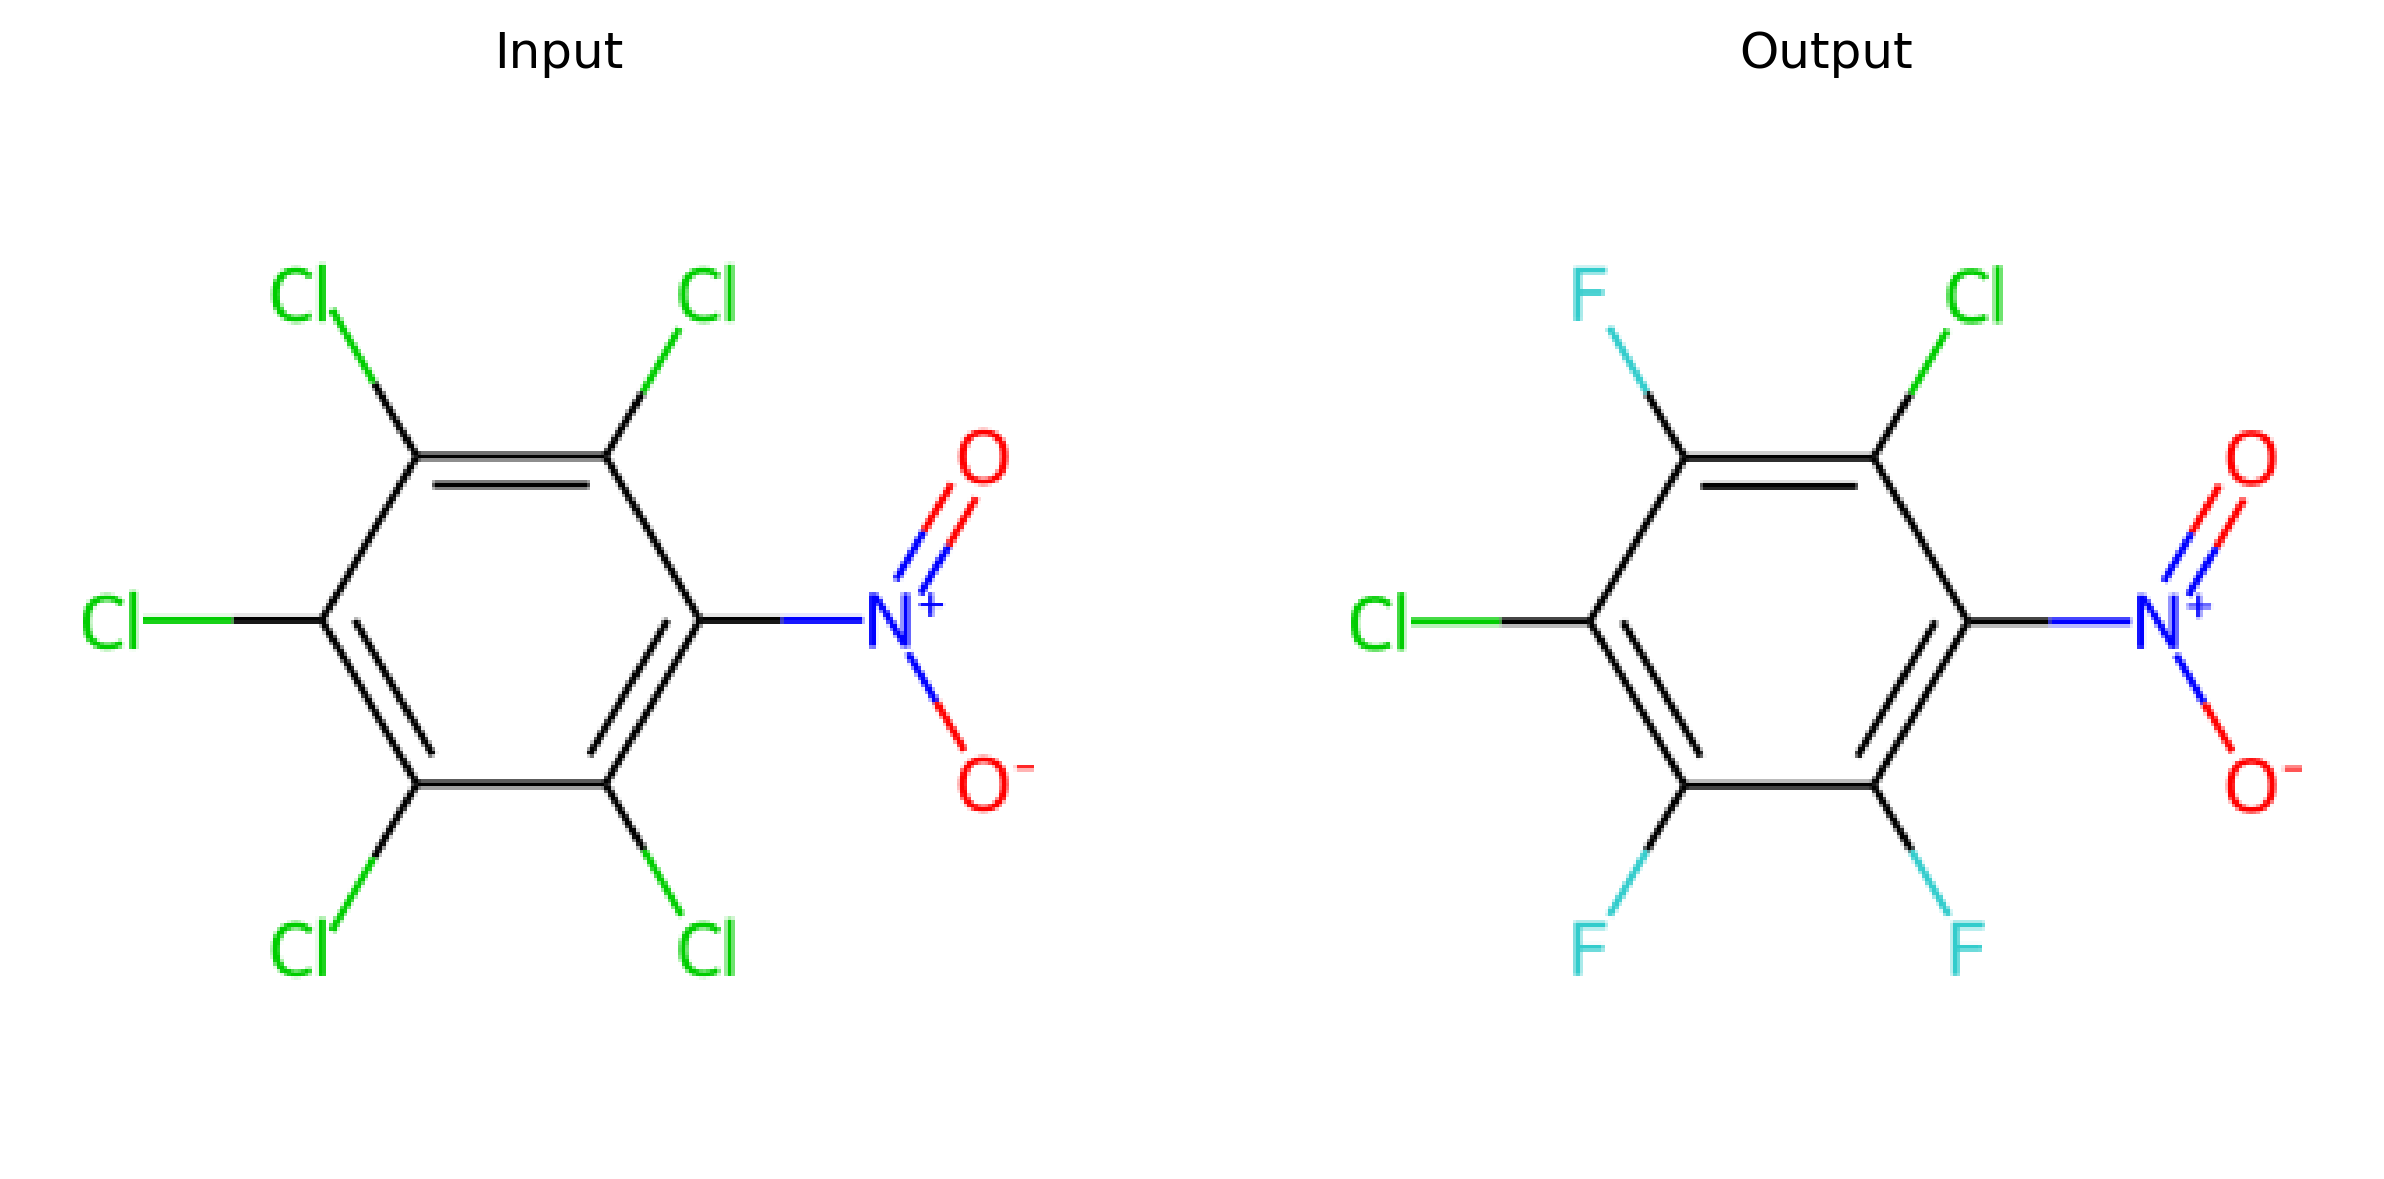 Input Output
Cl Cl F Cl
O O
Cl N+ Cl N+
O- O-
Cl Cl F F